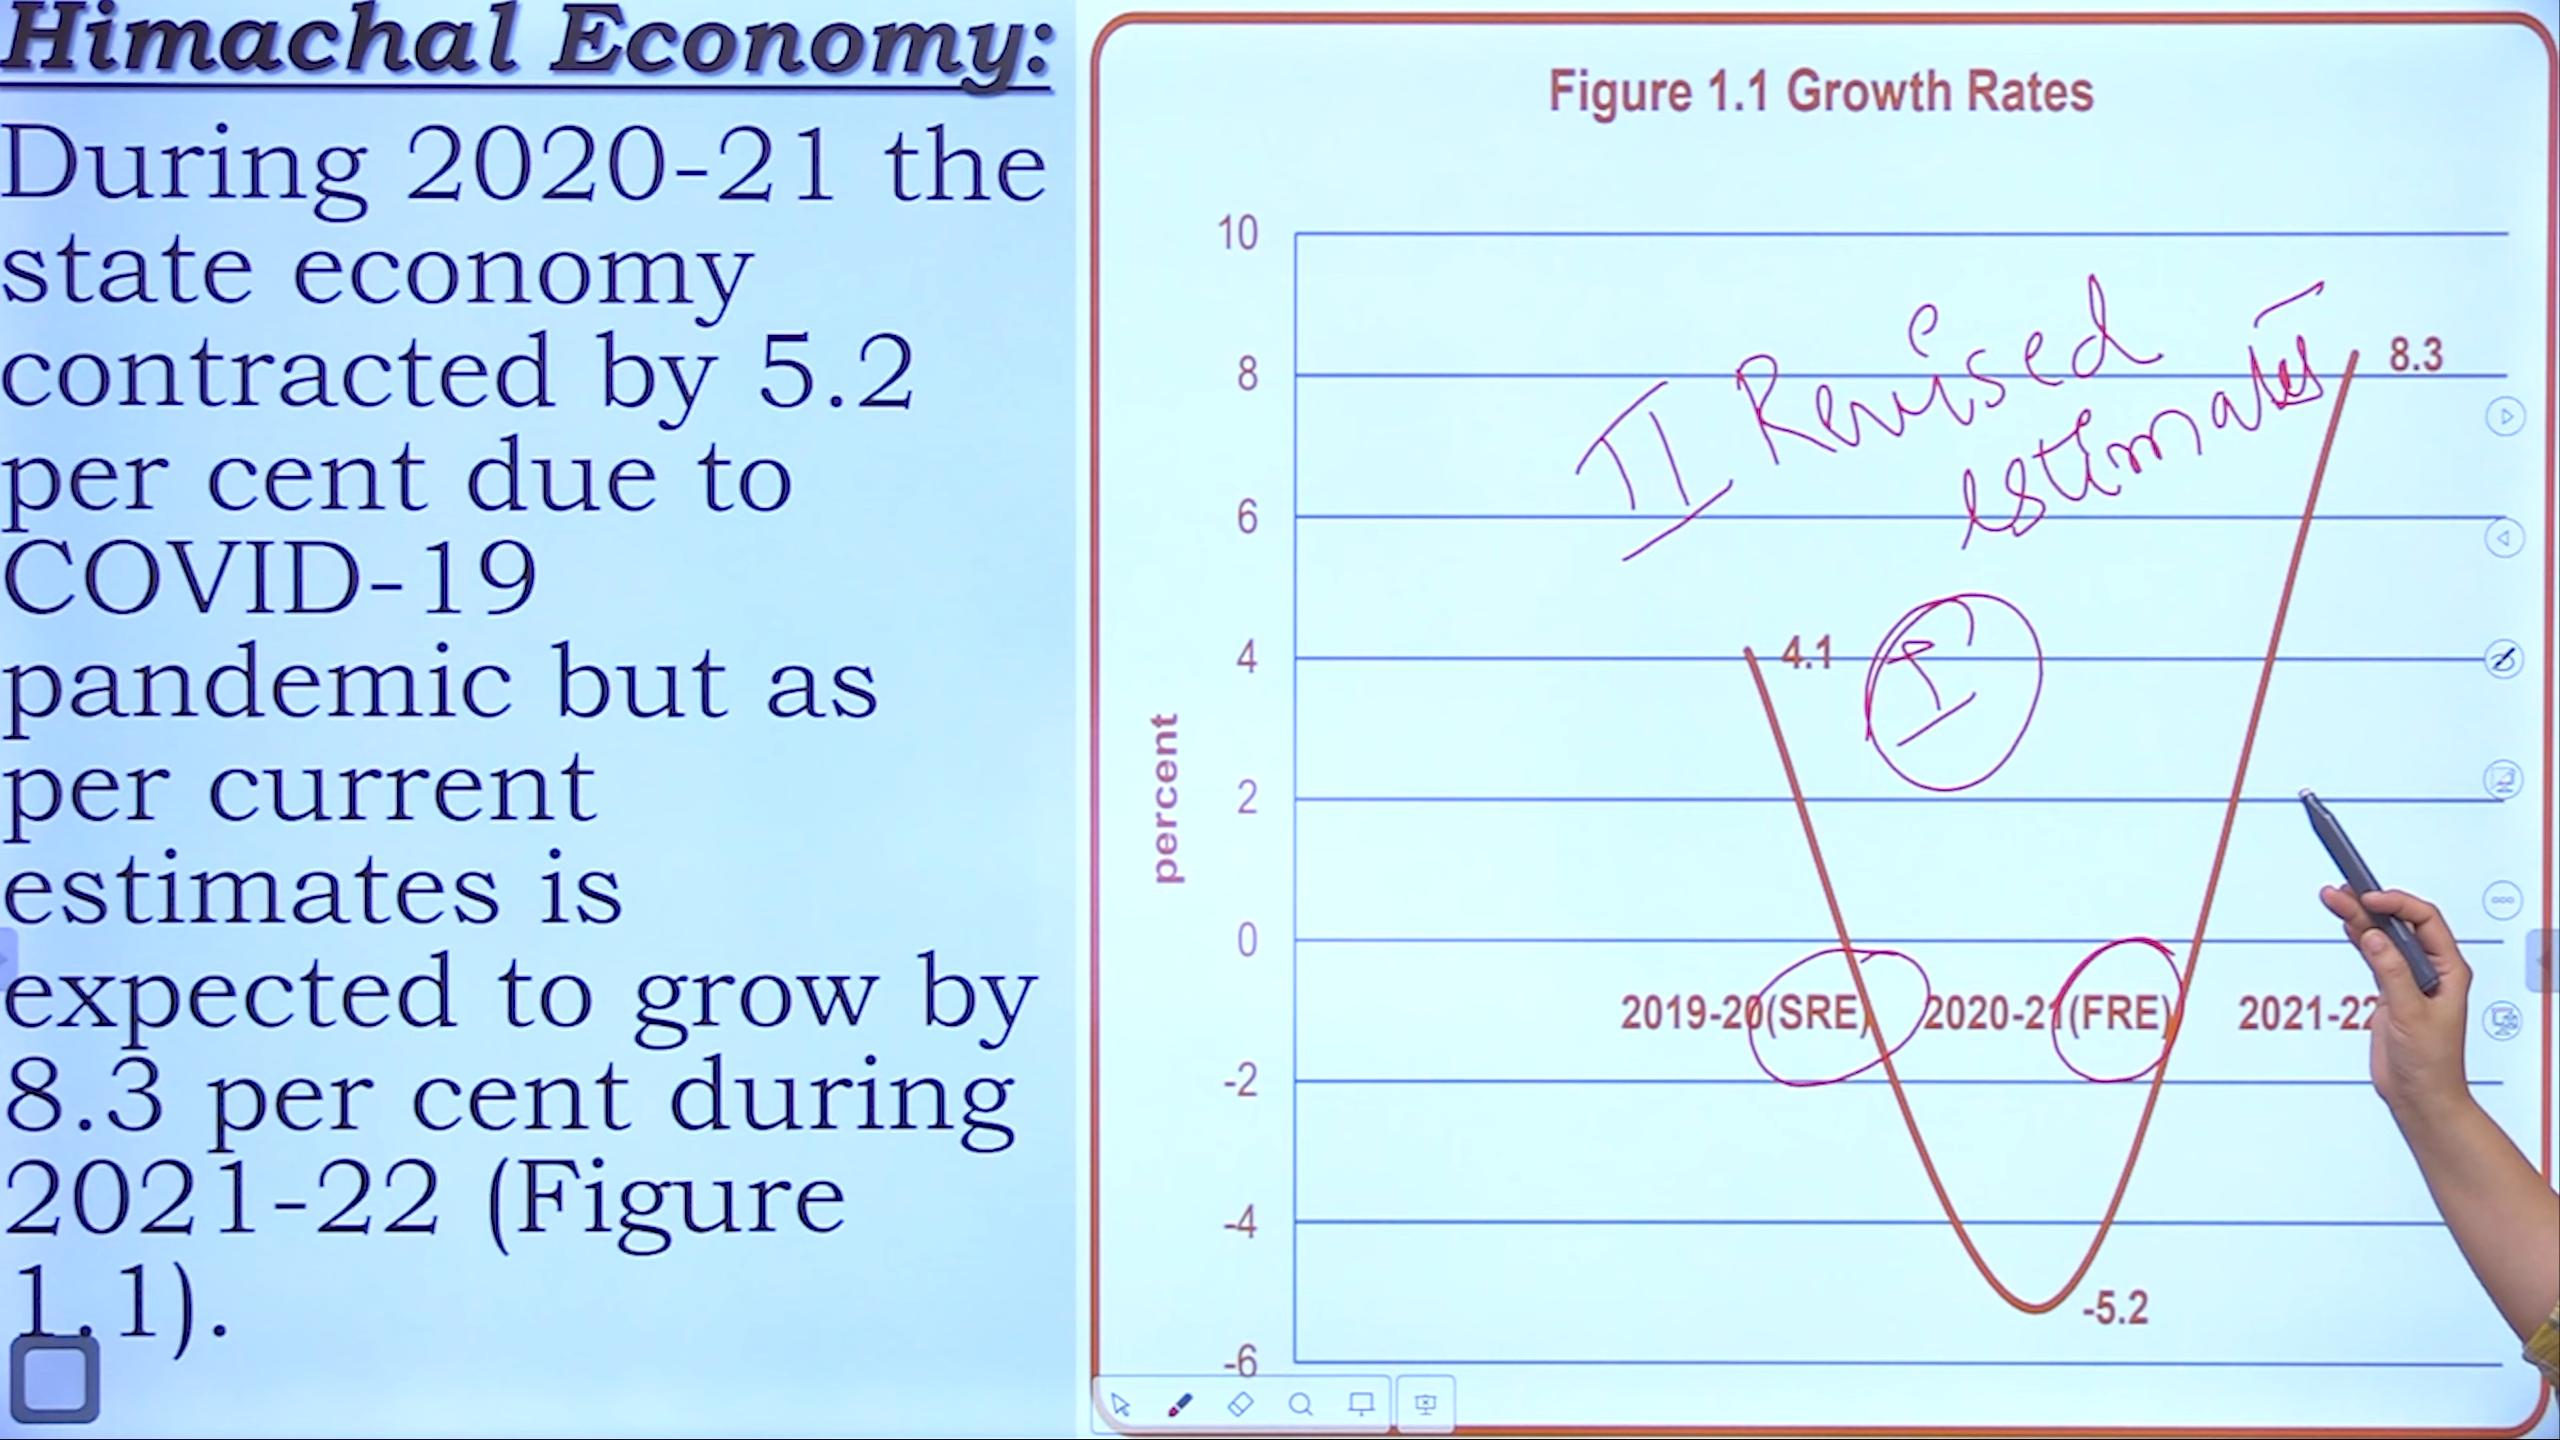 Himachal Economy:
During 2020-21 the
state economy
contracted by 5.2
per cent due to
COVID-19
pandemic but as
per current
estimates is
expected to grow by
8.3 per cent during
2021-22 (Figure
1.1).
Figure 1.1 Growth Rates
10
8
6
4
2
0
-2
-4
-6
percent
II Revised
estimates
I
8.3
4.1
-5.2
2019-20(SRE)
2020-21(FRE)
2021-22